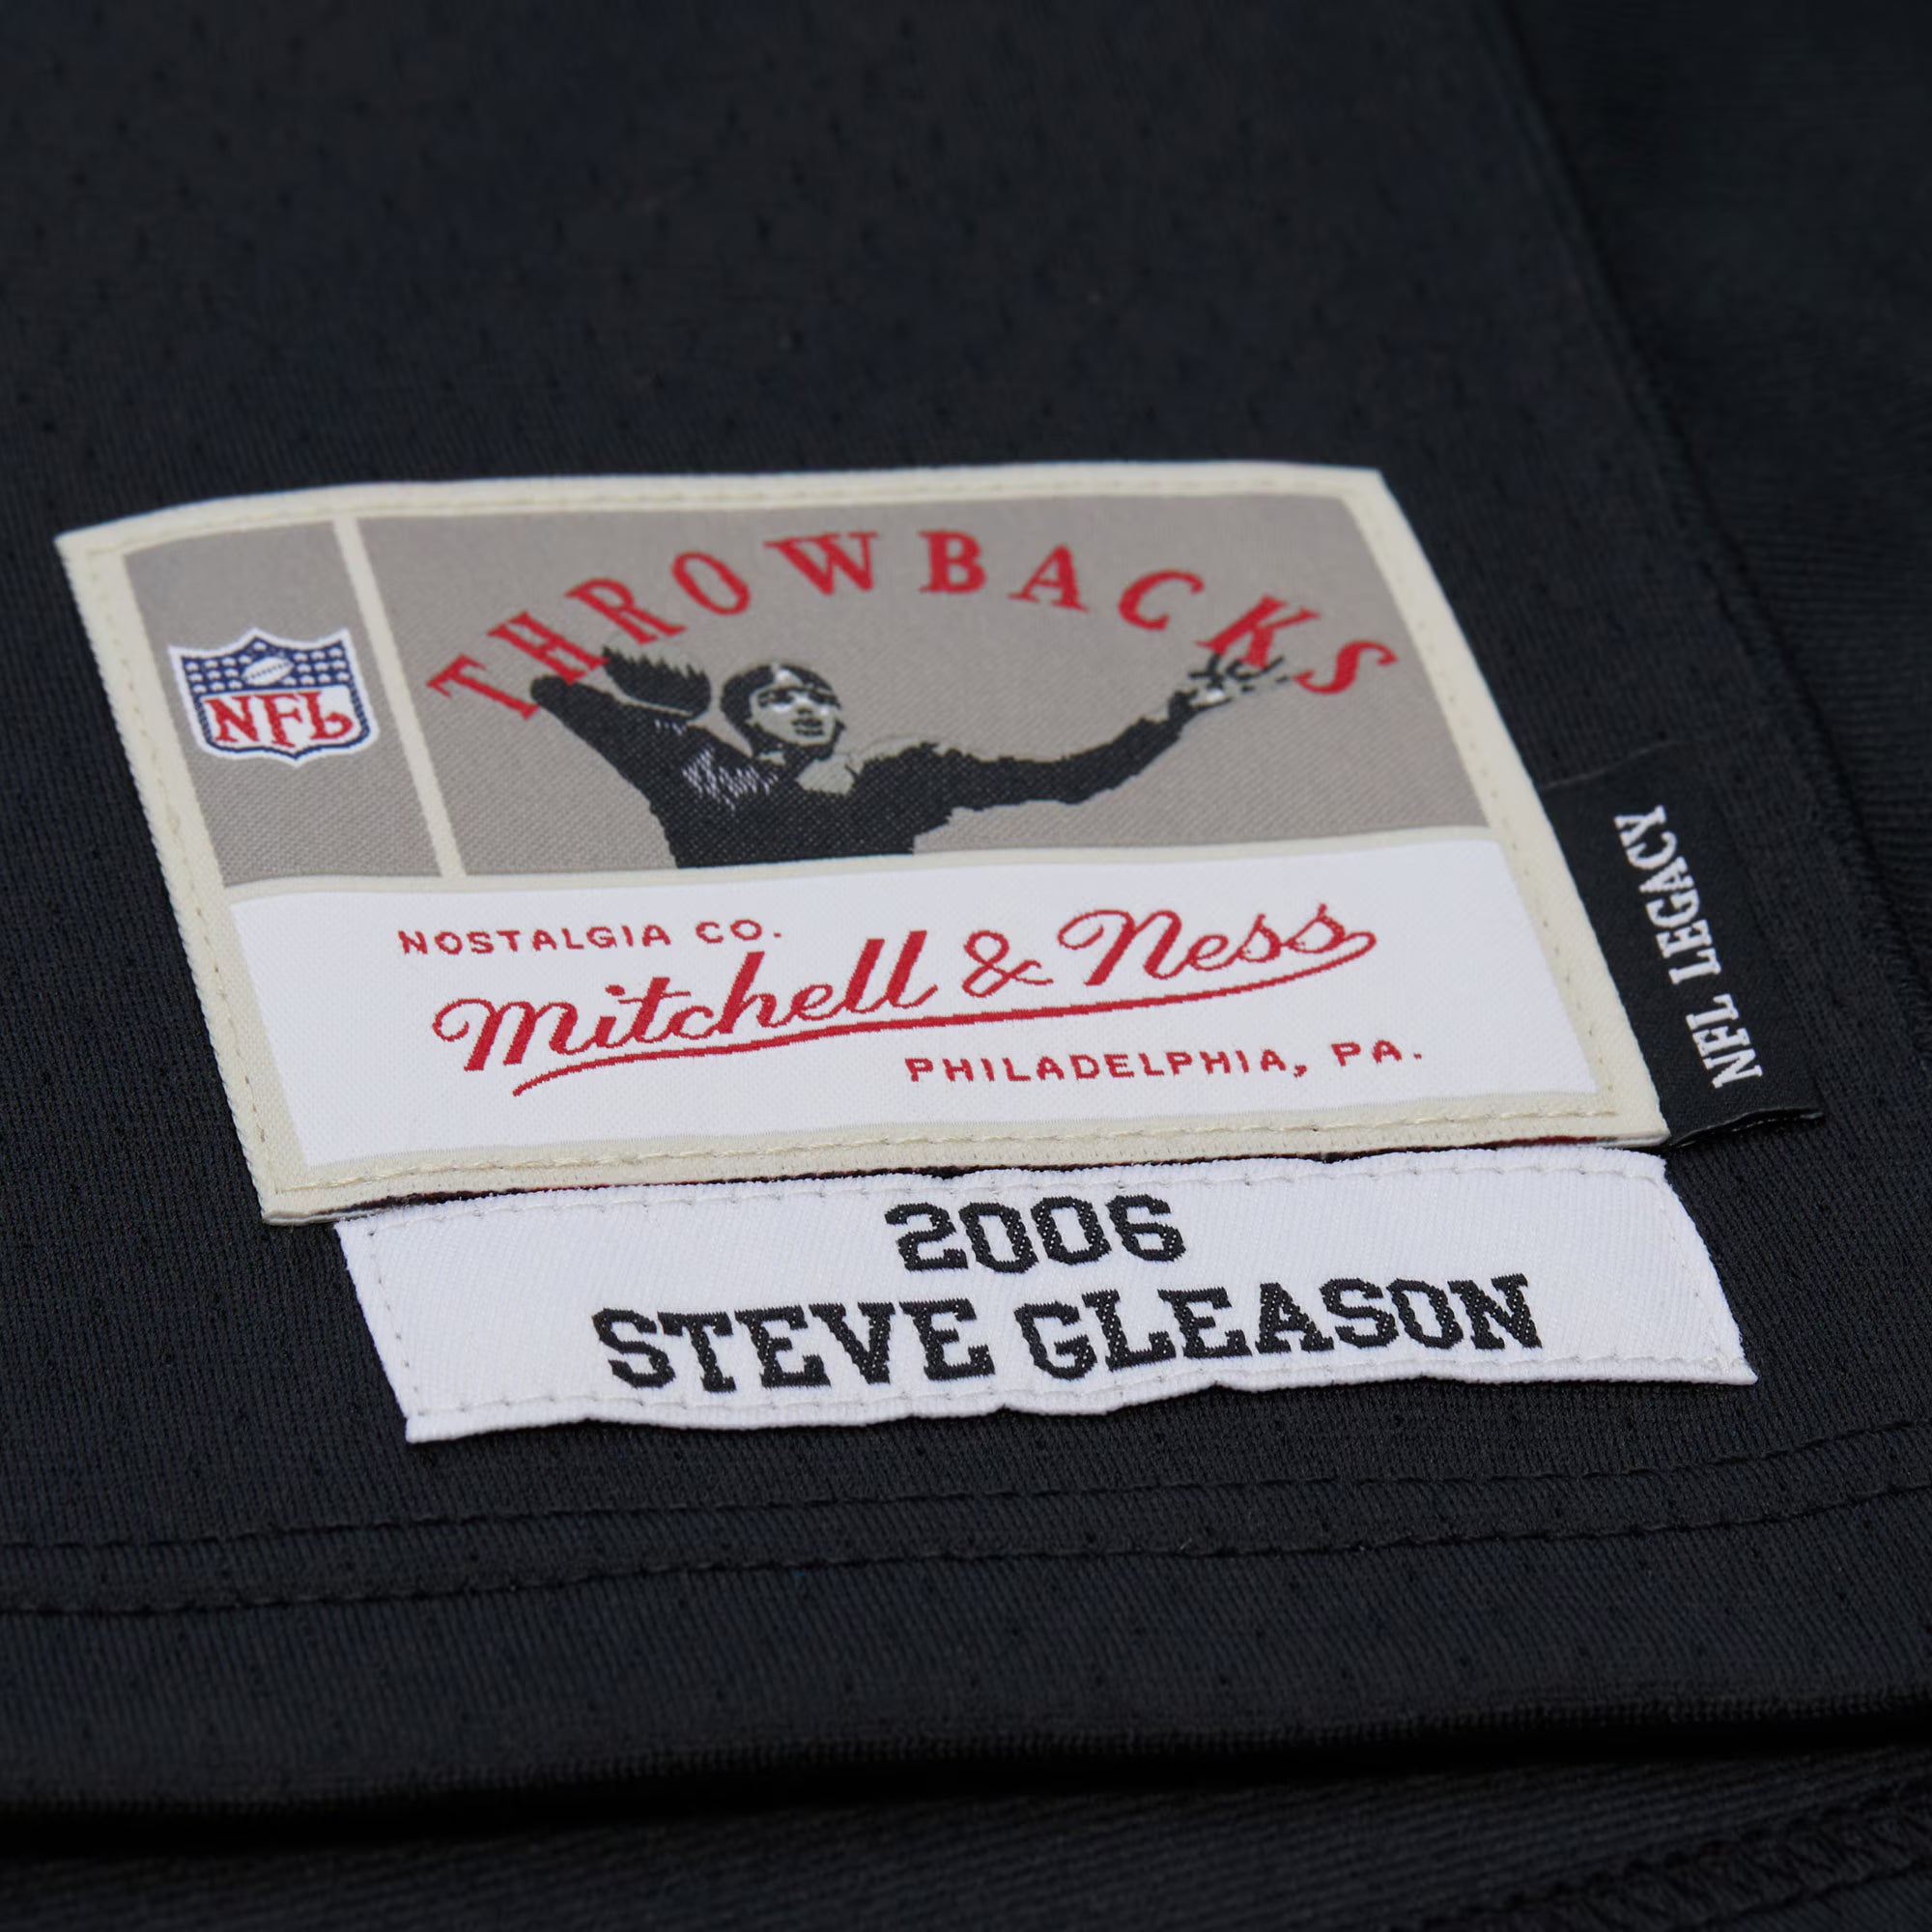 THROWBACKS
NFL
NOSTALGIA CO.
Mitchell & Ness
PHILADELPHIA, PA.
NFL LEGACY
2006
STEVE GLEASON